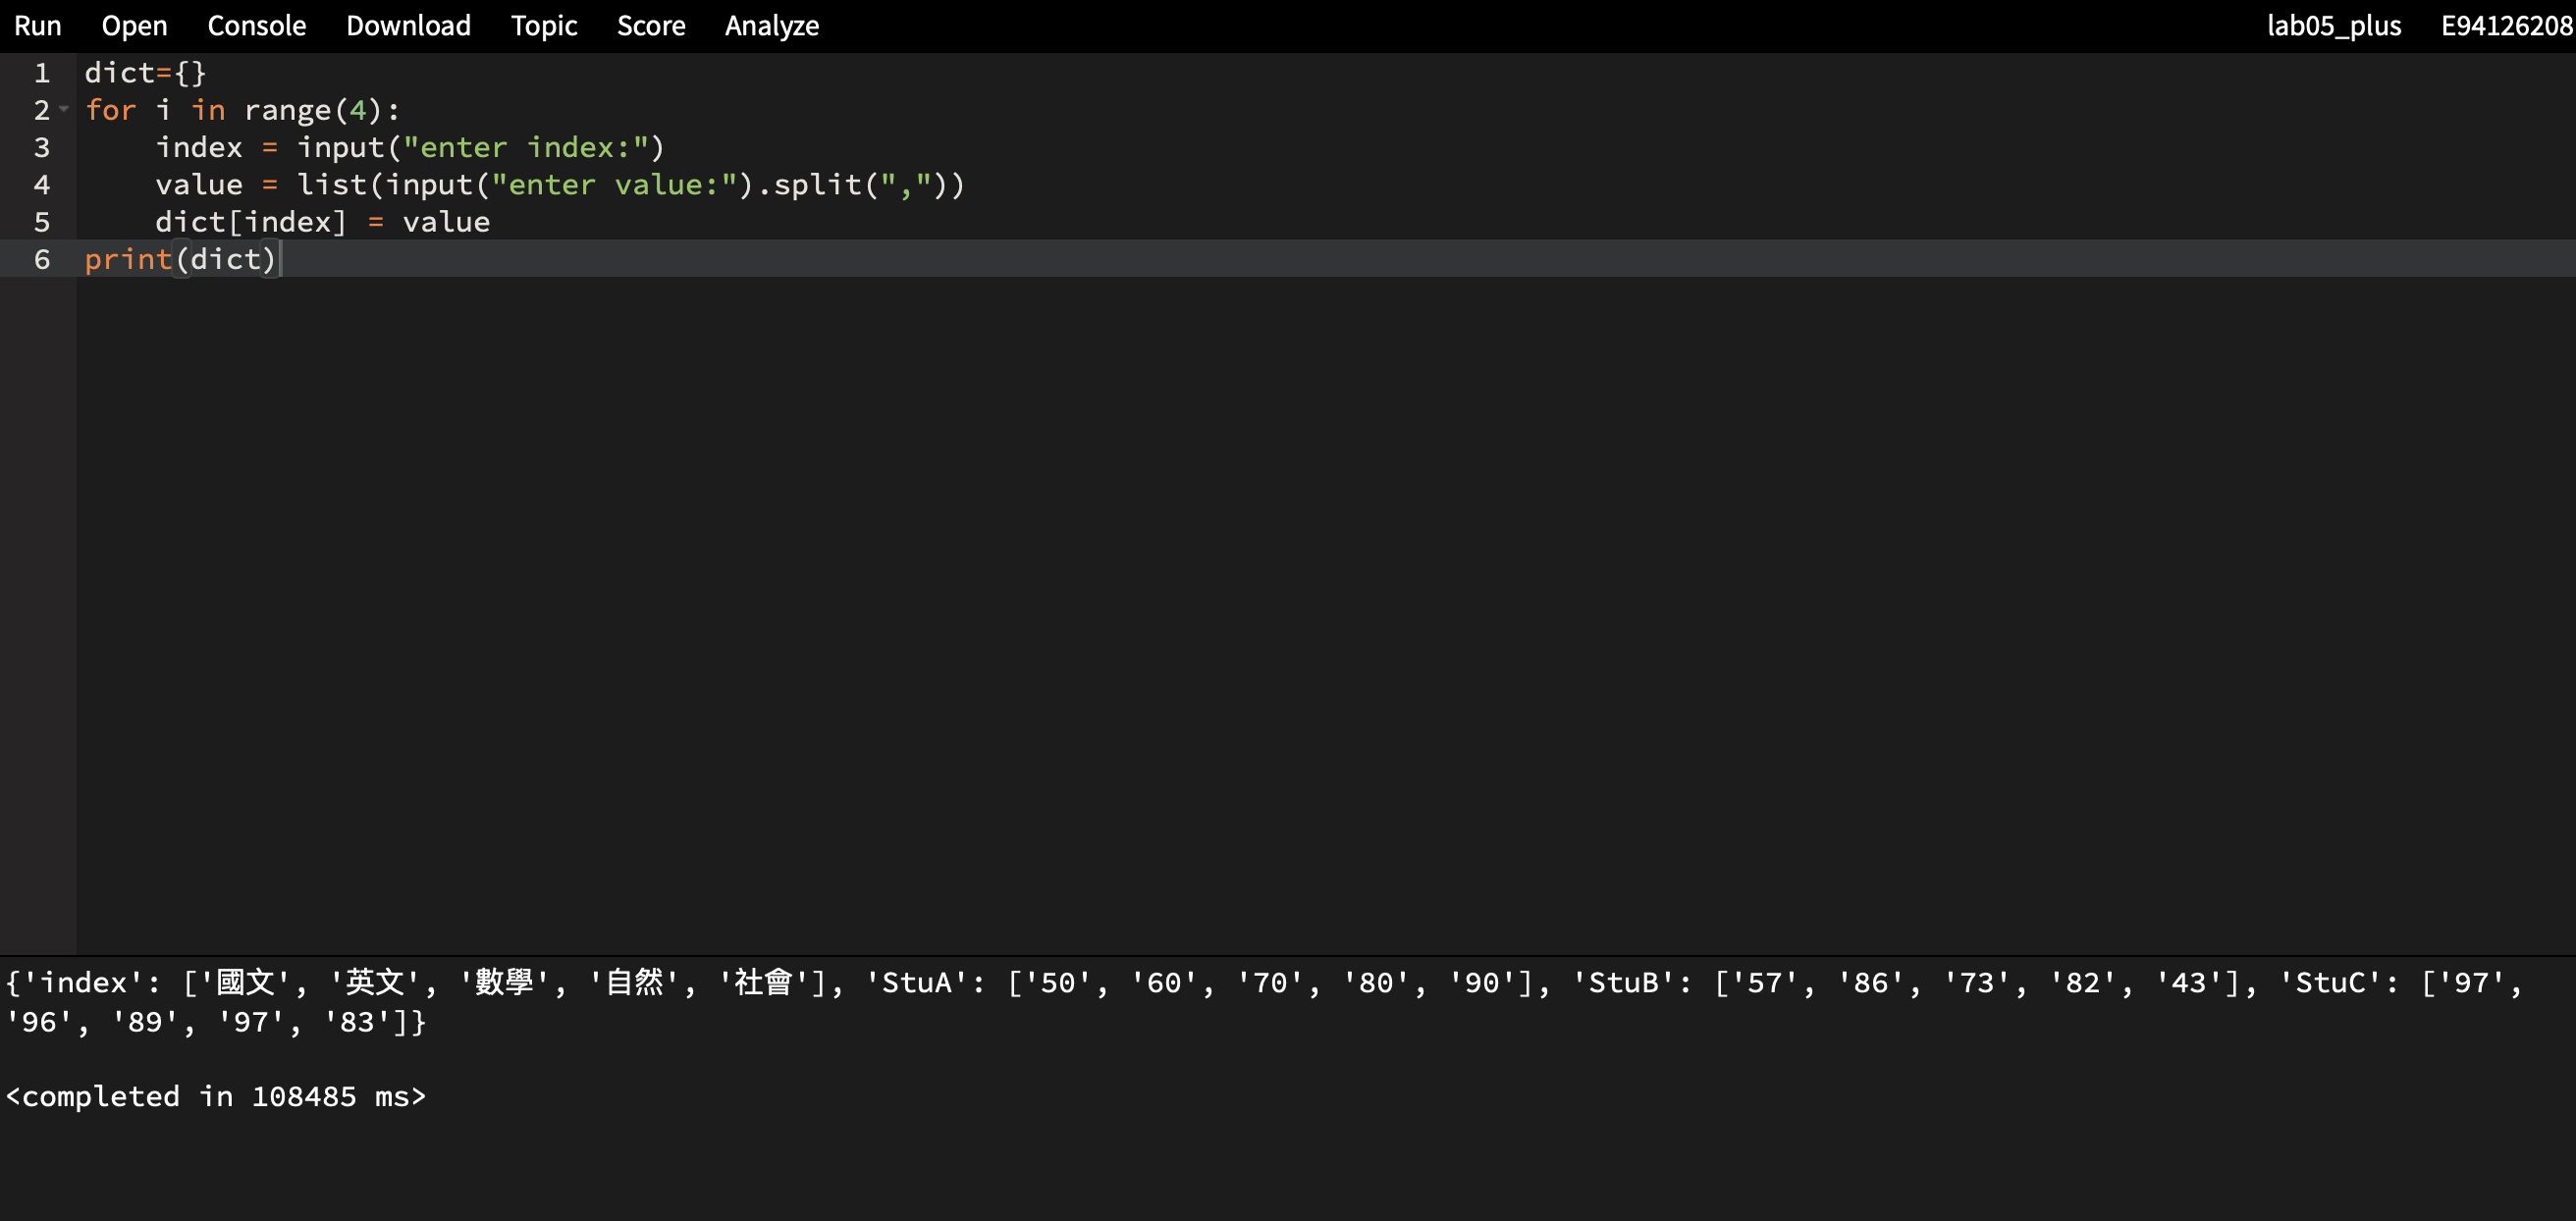 Run Open Console Download Topic Score Analyze lab05_plus E94126208
1 dict={}
2 for i in range(4):
3     index = input("enter index:")
4     value = list(input("enter value:").split(","))
5     dict[index] = value
6 print(dict)
{'index': ['國文', '英文', '數學', '自然', '社會'], 'StuA': ['50', '60', '70', '80', '90'], 'StuB': ['57', '86', '73', '82', '43'], 'StuC': ['97',
'96', '89', '97', '83']}
<completed in 108485 ms>